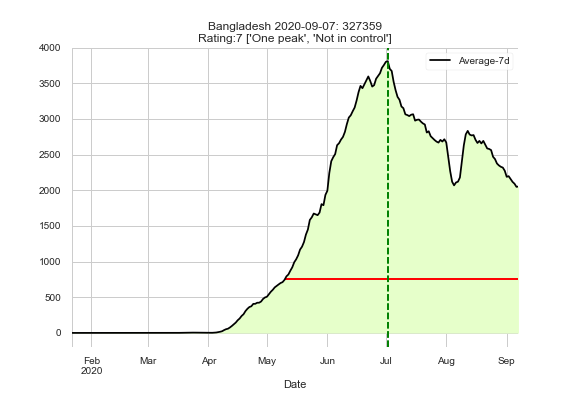 Bangladesh 2020-09-07: 327359
Rating:7 ['One peak', 'Not in control']
Average-7d
4000
3500
3000
2500
2000
1500
1000
500
0
Feb Mar Apr May Jun Jul Aug Sep
2020
Date